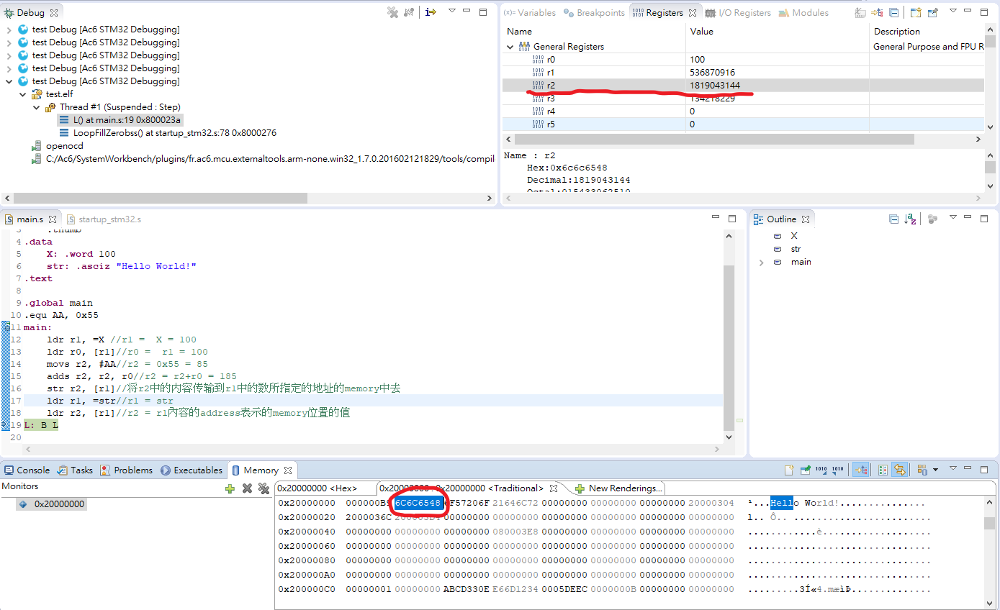 Debug
test Debug [Ac6 STM32 Debugging]
test Debug [Ac6 STM32 Debugging]
test Debug [Ac6 STM32 Debugging]
test Debug [Ac6 STM32 Debugging]
test Debug [Ac6 STM32 Debugging]
test.elf
Thread #1 (Suspended : Step)
L() at main.s:19 0x800023a
LoopFillZerobss() at startup_stm32.s:78 0x8000276
openocd
C:/Ac6/SystemWorkbench/plugins/fr.ac6.mcu.externaltools.arm-none.win32_1.7.0.201602121829/tools/compil
(x)= Variables Breakpoints Registers I/O Registers Modules
Name Value Description
General Registers General Purpose and FPU R
r0 100
r1 536870916
r2 1819043144
r3 134218229
r4 0
r5 0
Name : r2
Hex:0x6c6c6548
Decimal:1819043144
main.s startup_stm32.s
3 .thumb
4 .data
5 X: .word 100
6 str: .asciz "Hello World!"
7 .text
8
9 .global main
10 .equ AA, 0x55
11 main:
12 ldr r1, =X //r1 = X = 100
13 ldr r0, [r1]//r0 = r1 = 100
14 movs r2, #AA//r2 = 0x55 = 85
15 adds r2, r2, r0//r2 = r2+r0 = 185
16 str r2, [r1]//将r2中的内容传输到r1中的数所指定的地址的memory中去
17 ldr r1, =str//r1 = str
18 ldr r2, [r1]//r2 = r1內容的address表示的memory位置的值
19 L: B L
20
Outline
X
str
main
Console Tasks Problems Executables Memory
Monitors
0x20000000
0x20000000 <Hex> 0x20000000 : 0x20000000 <Traditional> New Renderings...
0x20000000 000000B9 6C6C6548 6F57206F 21646C72 00000000 00000000 00000000 20000304 ¹...Hello World!................
0x20000020 2000036C 200003D4 00000000 00000000 00000000 00000000 00000000 00000000 l.. Ô.. ........................
0x20000040 00000000 00000000 00000000 080003E8 00000000 00000000 00000000 00000000 ............è...................
0x20000060 00000000 00000000 00000000 00000000 00000000 00000000 00000000 00000000 ................................
0x20000080 00000000 00000000 00000000 00000000 00000000 00000000 00000000 00000000 ................................
0x200000A0 00000000 00000000 00000000 00000000 00000000 00000000 00000000 00000000 ................................
0x200000C0 00000001 00000000 ABCD330E E66D1234 0005DEEC 0000000B 00000000 00000000 .........3Í«4.mæìÞ..............